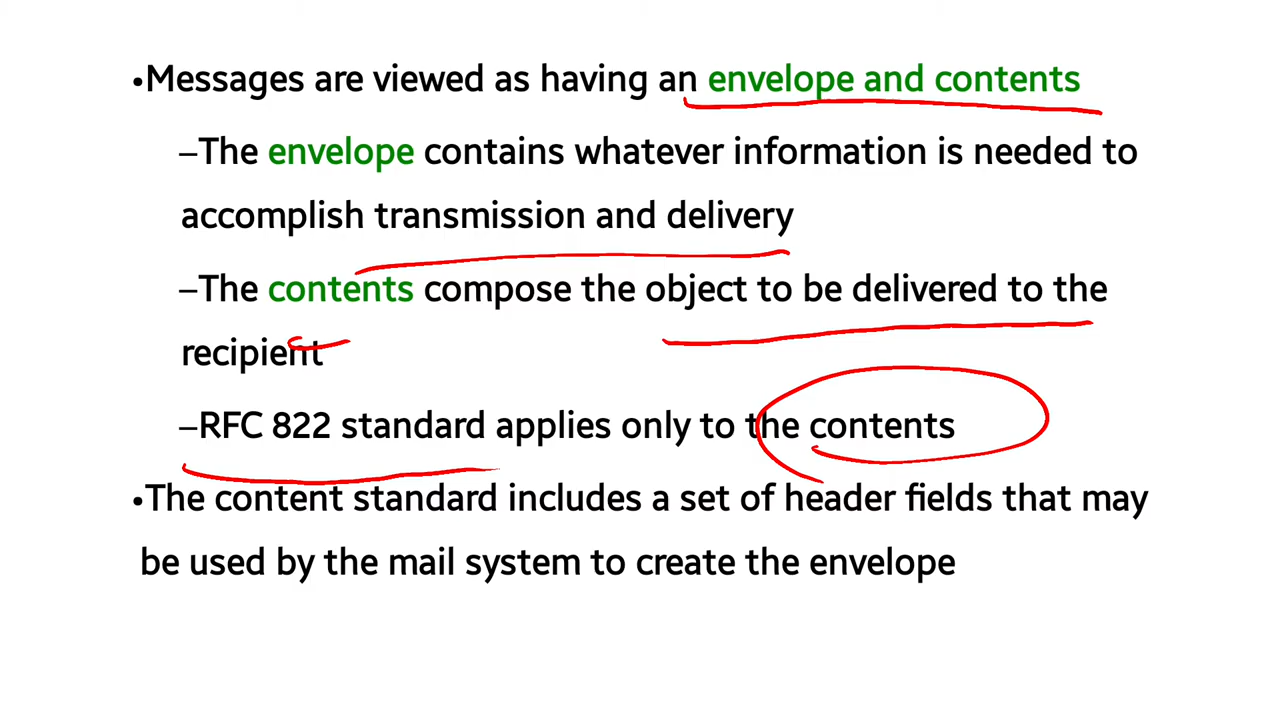 •Messages are viewed as having an envelope and contents
–The envelope contains whatever information is needed to
accomplish transmission and delivery
–The contents compose the object to be delivered to the
recipient
–RFC 822 standard applies only to the contents
•The content standard includes a set of header fields that may
be used by the mail system to create the envelope